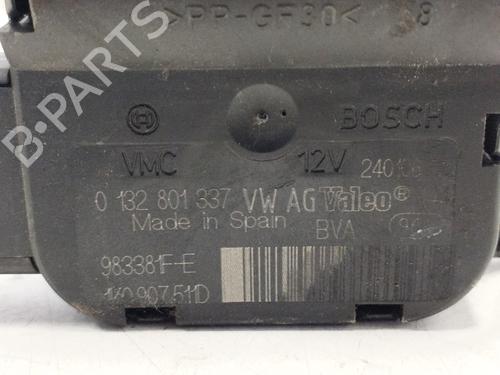 >PP-GF30< 8
BOSCH
VMC 12V
0 132 801 337 VW AG Valeo®
Made in Spain BVA
983381F-E
1K0 907 511D
B-PARTS